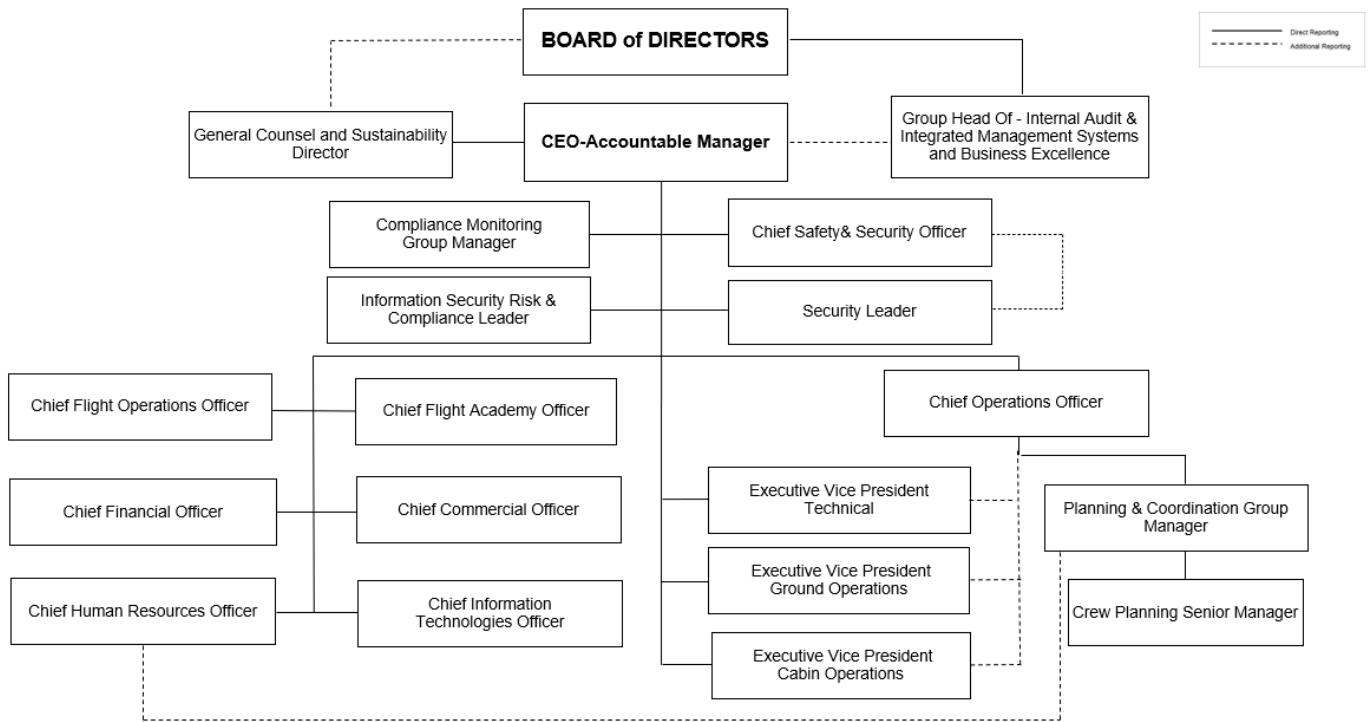 BOARD of DIRECTORS
Direct Reporting
Additional Reporting
General Counsel and Sustainability
Director
CEO-Accountable Manager
Group Head Of - Internal Audit &
Integrated Management Systems
and Business Excellence
Compliance Monitoring
Group Manager
Chief Safety& Security Officer
Information Security Risk &
Compliance Leader
Security Leader
Chief Flight Operations Officer
Chief Flight Academy Officer
Chief Operations Officer
Chief Financial Officer
Chief Commercial Officer
Executive Vice President
Technical
Planning & Coordination Group
Manager
Executive Vice President
Ground Operations
Chief Human Resources Officer
Chief Information
Technologies Officer
Crew Planning Senior Manager
Executive Vice President
Cabin Operations